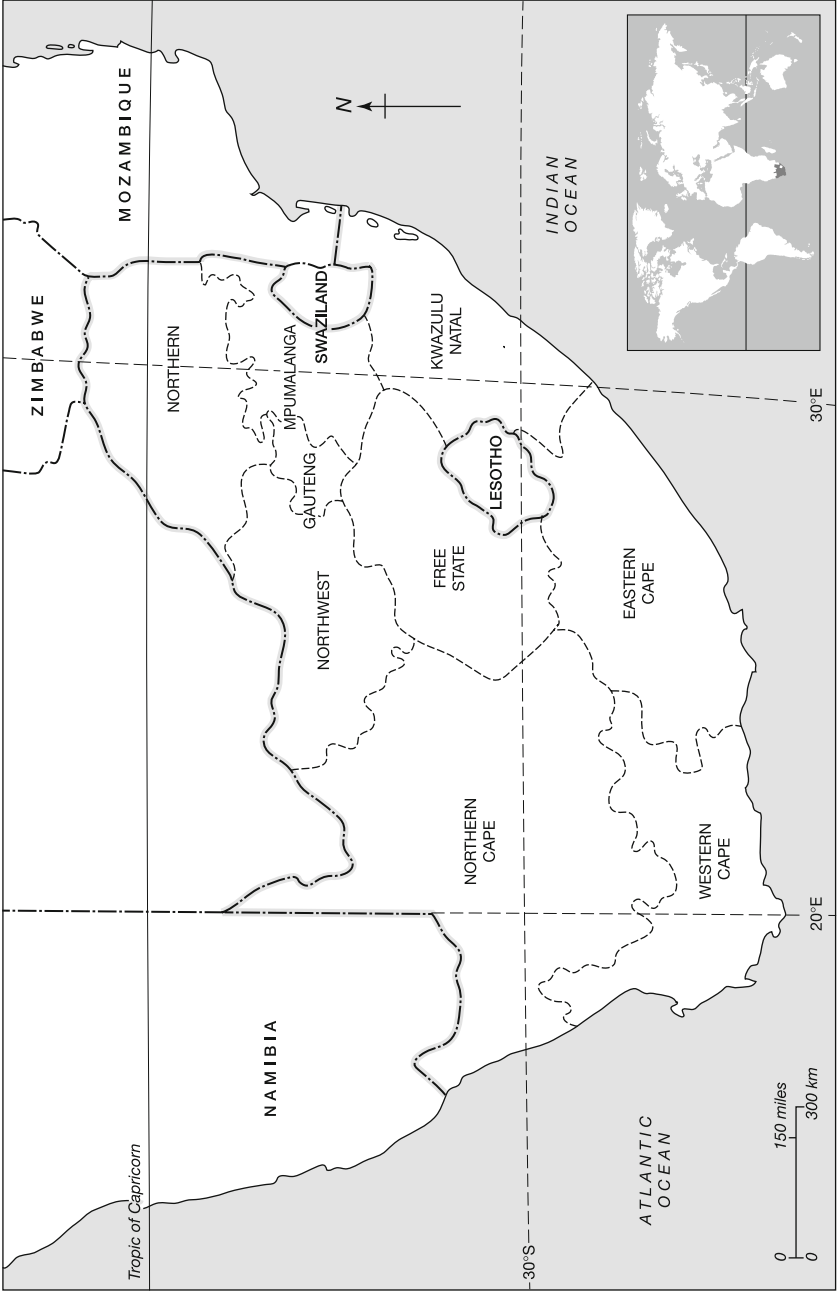 ZIMBABWE
MOZAMBIQUE
Tropic of Capricorn
NORTHERN
NAMIBIA
MPUMALANGA
SWAZILAND
GAUTENG
NORTHWEST
N
KWAZULU
NATAL
FREE
STATE
LESOTHO
NORTHERN
CAPE
30°S
INDIAN
OCEAN
EASTERN
CAPE
WESTERN
CAPE
ATLANTIC
OCEAN
0 150 miles
0 300 km
20°E
30°E